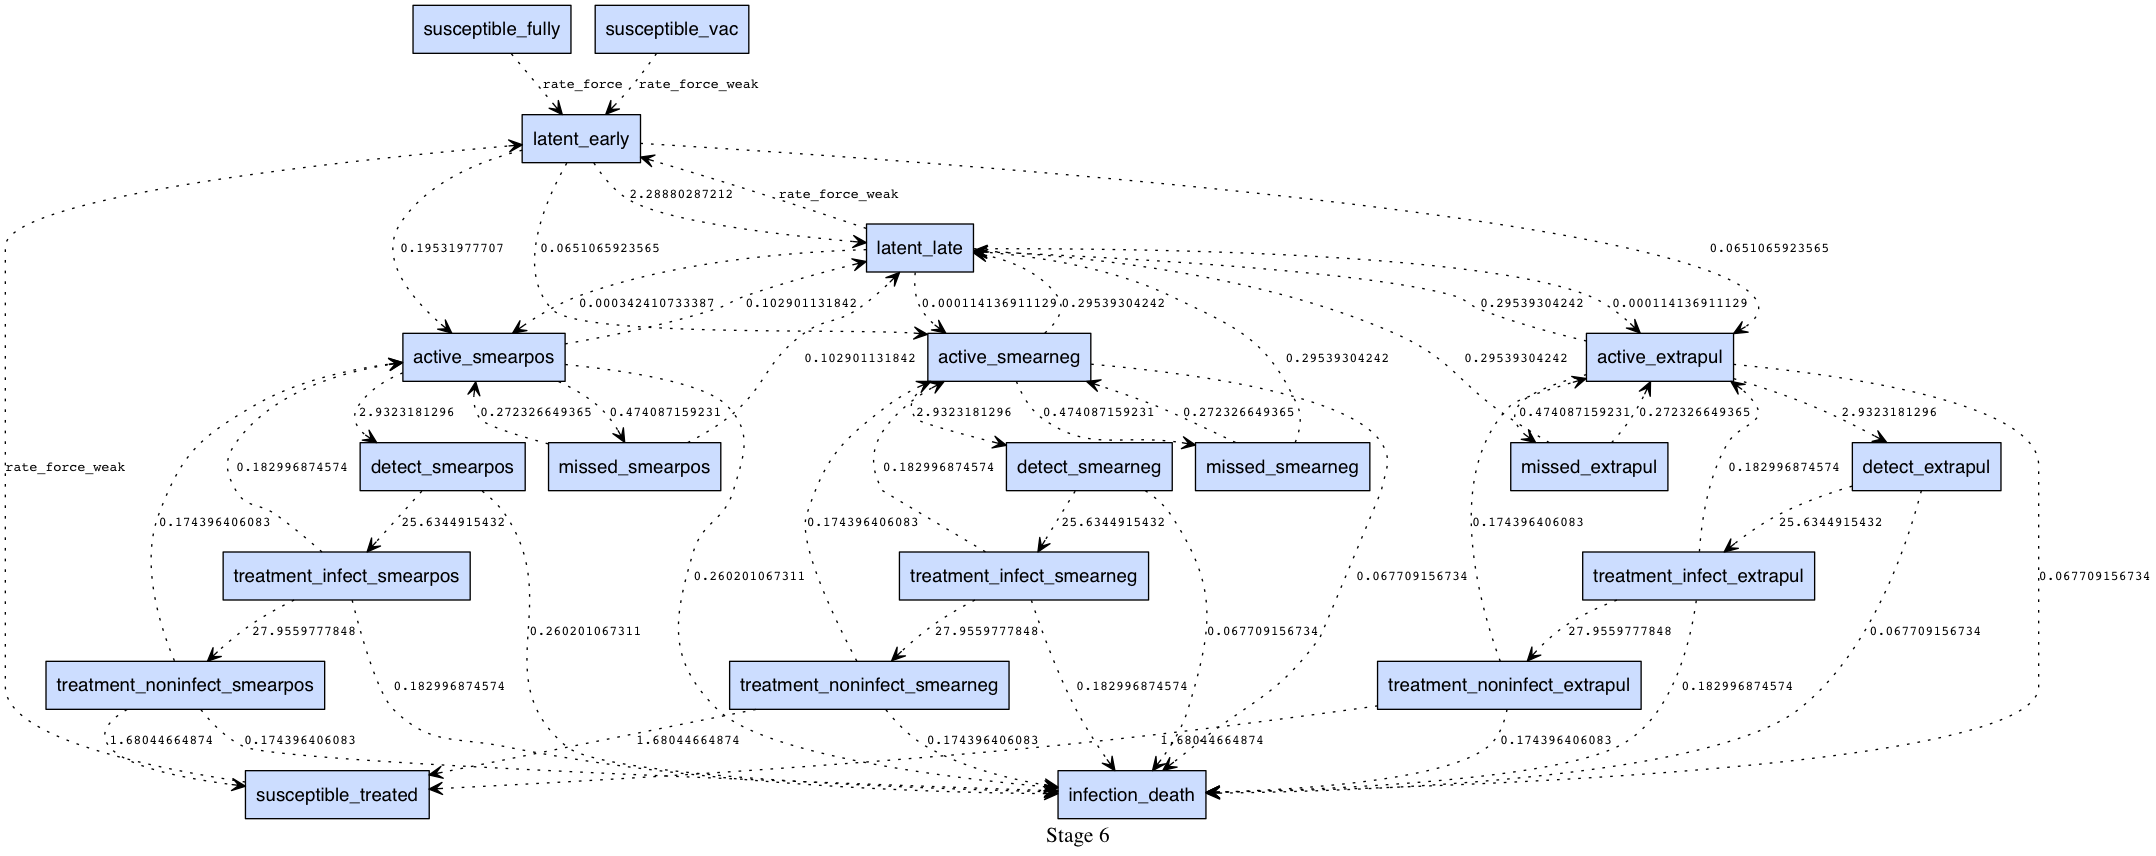 susceptible_fully
susceptible_vac
rate_force
rate_force_weak
latent_early
2.28880287212
rate_force_weak
0.19531977707
0.0651065923565
latent_late
0.0651065923565
0.000342410733387
0.102901131842
0.000114136911129
0.29539304242
0.29539304242
0.000114136911129
active_smearpos
0.102901131842
active_smearneg
0.29539304242
0.29539304242
active_extrapul
2.9323181296
0.272326649365
0.474087159231
2.9323181296
0.474087159231
0.272326649365
0.474087159231
0.272326649365
2.9323181296
rate_force_weak
0.182996874574
detect_smearpos
missed_smearpos
0.182996874574
detect_smearneg
missed_smearneg
missed_extrapul
0.182996874574
detect_extrapul
0.174396406083
25.6344915432
0.174396406083
25.6344915432
0.174396406083
25.6344915432
treatment_infect_smearpos
0.260201067311
treatment_infect_smearneg
0.067709156734
treatment_infect_extrapul
0.067709156734
27.9559777848
0.260201067311
27.9559777848
0.067709156734
27.9559777848
0.067709156734
treatment_noninfect_smearpos
0.182996874574
treatment_noninfect_smearneg
0.182996874574
treatment_noninfect_extrapul
0.182996874574
1.68044664874
0.174396406083
1.68044664874
0.174396406083
1.68044664874
0.174396406083
susceptible_treated
infection_death
Stage 6